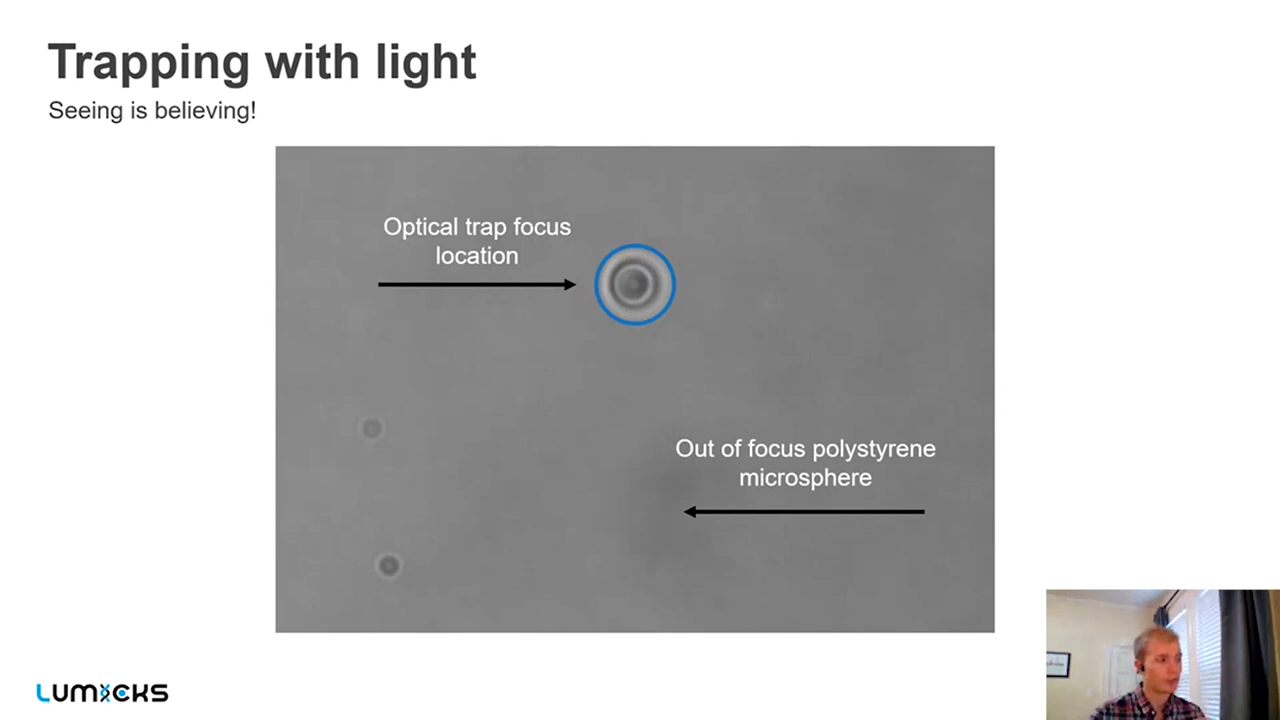 Trapping with light
Seeing is believing!
Optical trap focus
location
Out of focus polystyrene
microsphere
LUMICKS